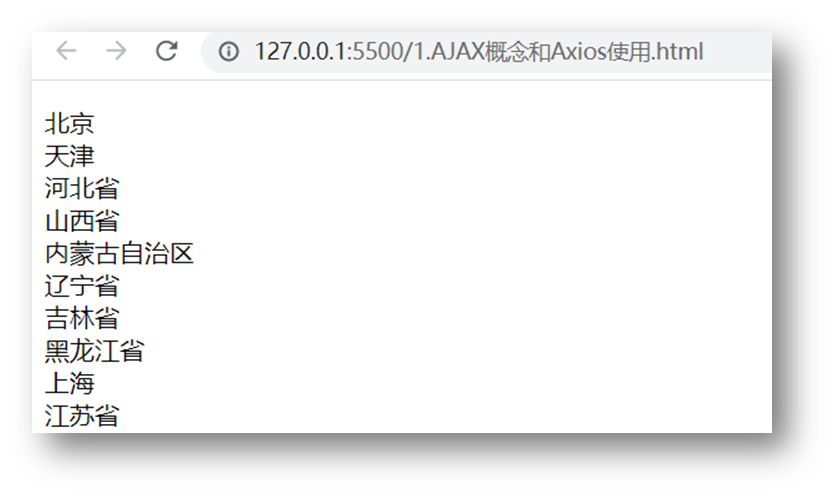 127.0.0.1:5500/1.AJAX概念和Axios使用.html
北京
天津
河北省
山西省
内蒙古自治区
辽宁省
吉林省
黑龙江省
上海
江苏省